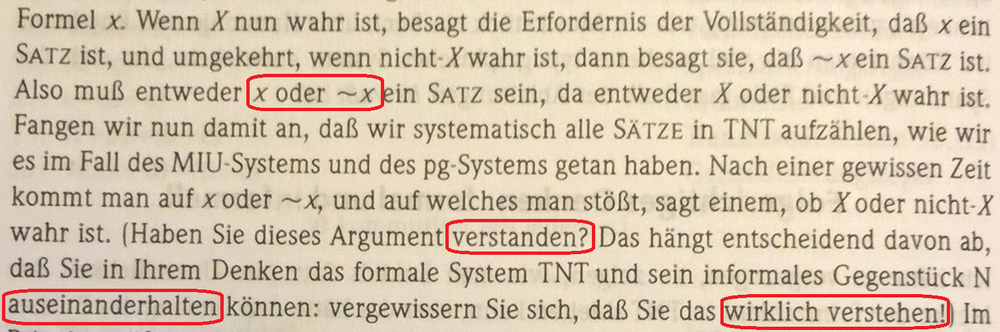 Formel x. Wenn X nun wahr ist, besagt die Erfordernis der Vollständigkeit, daß x ein
SATZ ist, und umgekehrt, wenn nicht-X wahr ist, dann besagt sie, daß ~x ein SATZ ist.
Also muß entweder x oder ~x ein SATZ sein, da entweder X oder nicht-X wahr ist.
Fangen wir nun damit an, daß wir systematisch alle SÄTZE in TNT aufzählen, wie wir
es im Fall des MIU-Systems und des pg-Systems getan haben. Nach einer gewissen Zeit
kommt man auf x oder ~x, und auf welches man stößt, sagt einem, ob X oder nicht-X
wahr ist. (Haben Sie dieses Argument verstanden? Das hängt entscheidend davon ab,
daß Sie in Ihrem Denken das formale System TNT und sein informales Gegenstück N
auseinanderhalten können: vergewissern Sie sich, daß Sie das wirklich verstehen!) Im